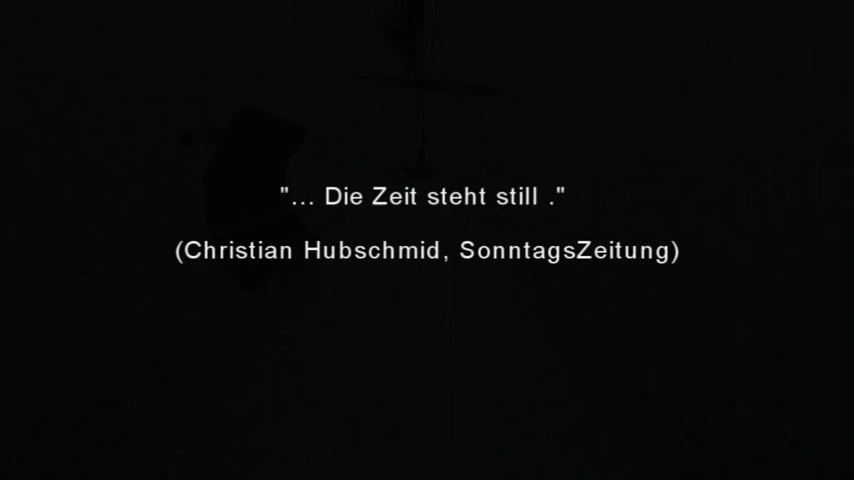 "... Die Zeit steht still ."
(Christian Hubschmid, SonntagsZeitung)